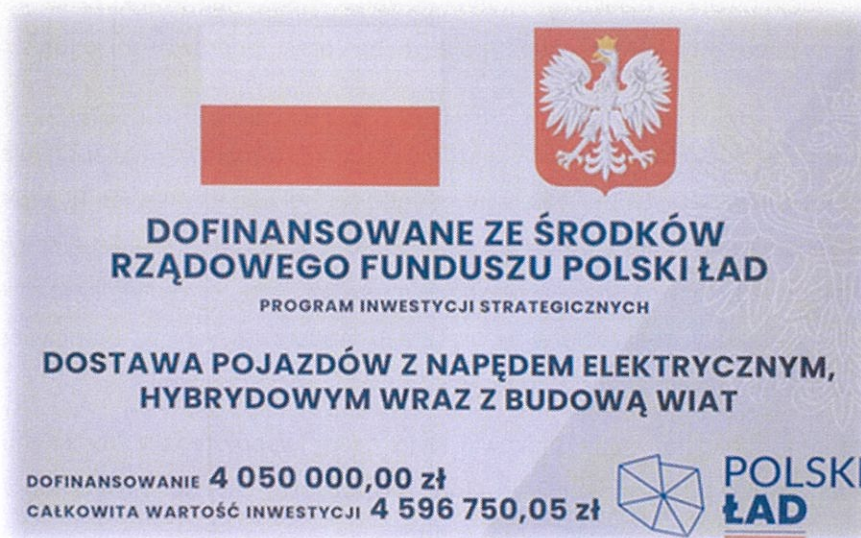 DOFINANSOWANE ZE ŚRODKÓW
RZĄDOWEGO FUNDUSZU POLSKI ŁAD
PROGRAM INWESTYCJI STRATEGICZNYCH
DOSTAWA POJAZDÓW Z NAPĘDEM ELEKTRYCZNYM,
HYBRYDOWYM WRAZ Z BUDOWĄ WIAT
DOFINANSOWANIE 4 050 000,00 zł
CAŁKOWITA WARTOŚĆ INWESTYCJI 4 596 750,05 zł
POLSKI
ŁAD